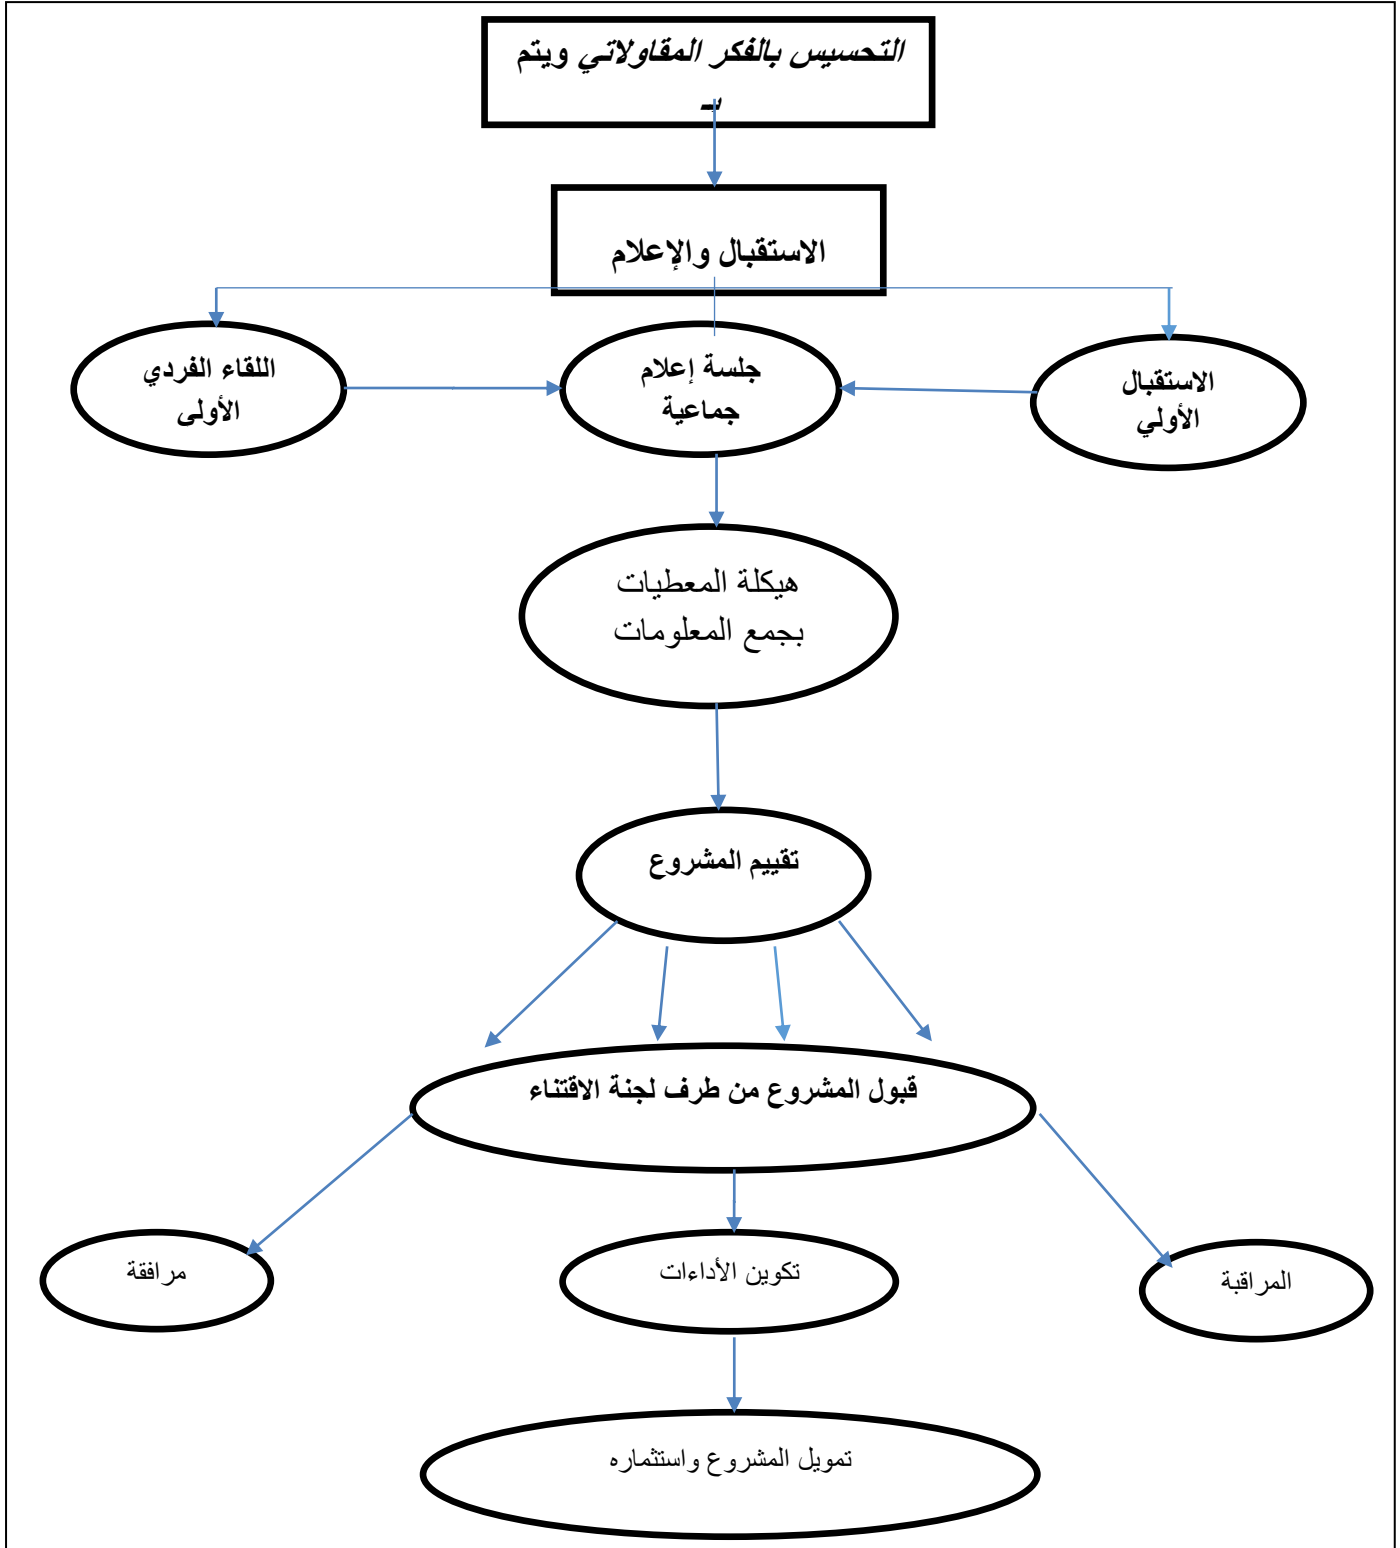 التحسيس بالفكر المقاولاتي ويتم
بـ
الاستقبال والإعلام
الاستقبال
الأولي
جلسة إعلام
جماعية
اللقاء الفردي
الأولى
هيكلة المعطيات
بجمع المعلومات
تقييم المشروع
قبول المشروع من طرف لجنة الاقتناء
المراقبة
تكوين الأداءات
مرافقة
تمويل المشروع واستثماره